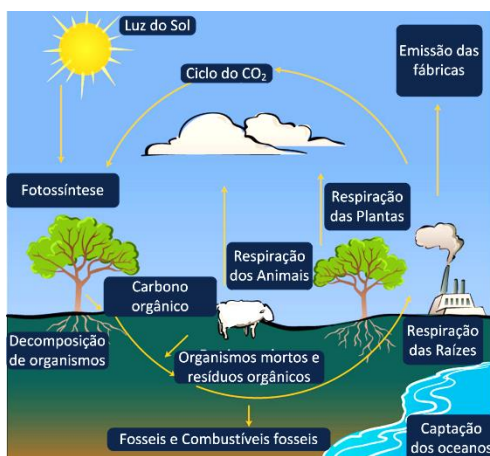 Luz do Sol
Emissão das
fábricas
Ciclo do CO₂
Fotossíntese
Respiração
das Plantas
Respiração
dos Animais
Carbono
orgânico
Decomposição
de organismos
Organismos mortos e
resíduos orgânicos
Respiração
das Raízes
Fosseis e Combustíveis fosseis
Captação
dos oceanos